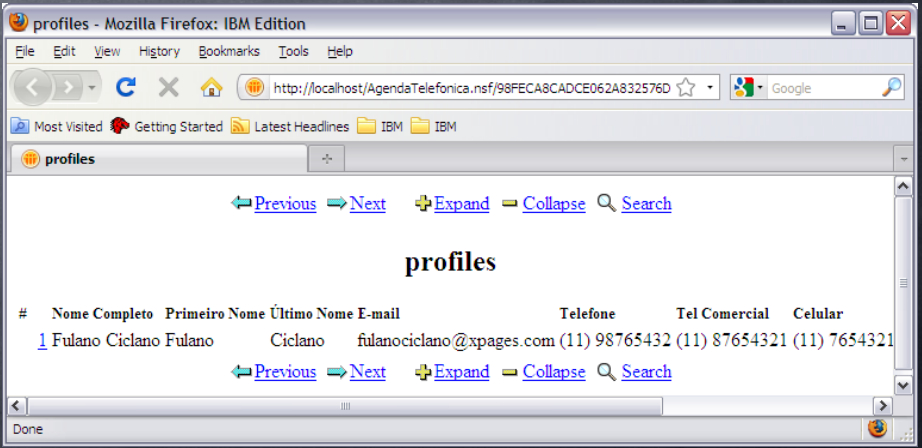 profiles - Mozilla Firefox: IBM Edition
File Edit View History Bookmarks Tools Help
http://localhost/AgendaTelefonica.nsf/98FECA8CADCE062A832576D Google
Most Visited Getting Started Latest Headlines IBM IBM
profiles
Previous Next Expand Collapse Search
profiles
# Nome Completo Primeiro Nome Último Nome E-mail Telefone Tel Comercial Celular
1 Fulano Ciclano Fulano Ciclano fulanociclano@xpages.com (11) 98765432 (11) 87654321 (11) 7654321
Previous Next Expand Collapse Search
Done